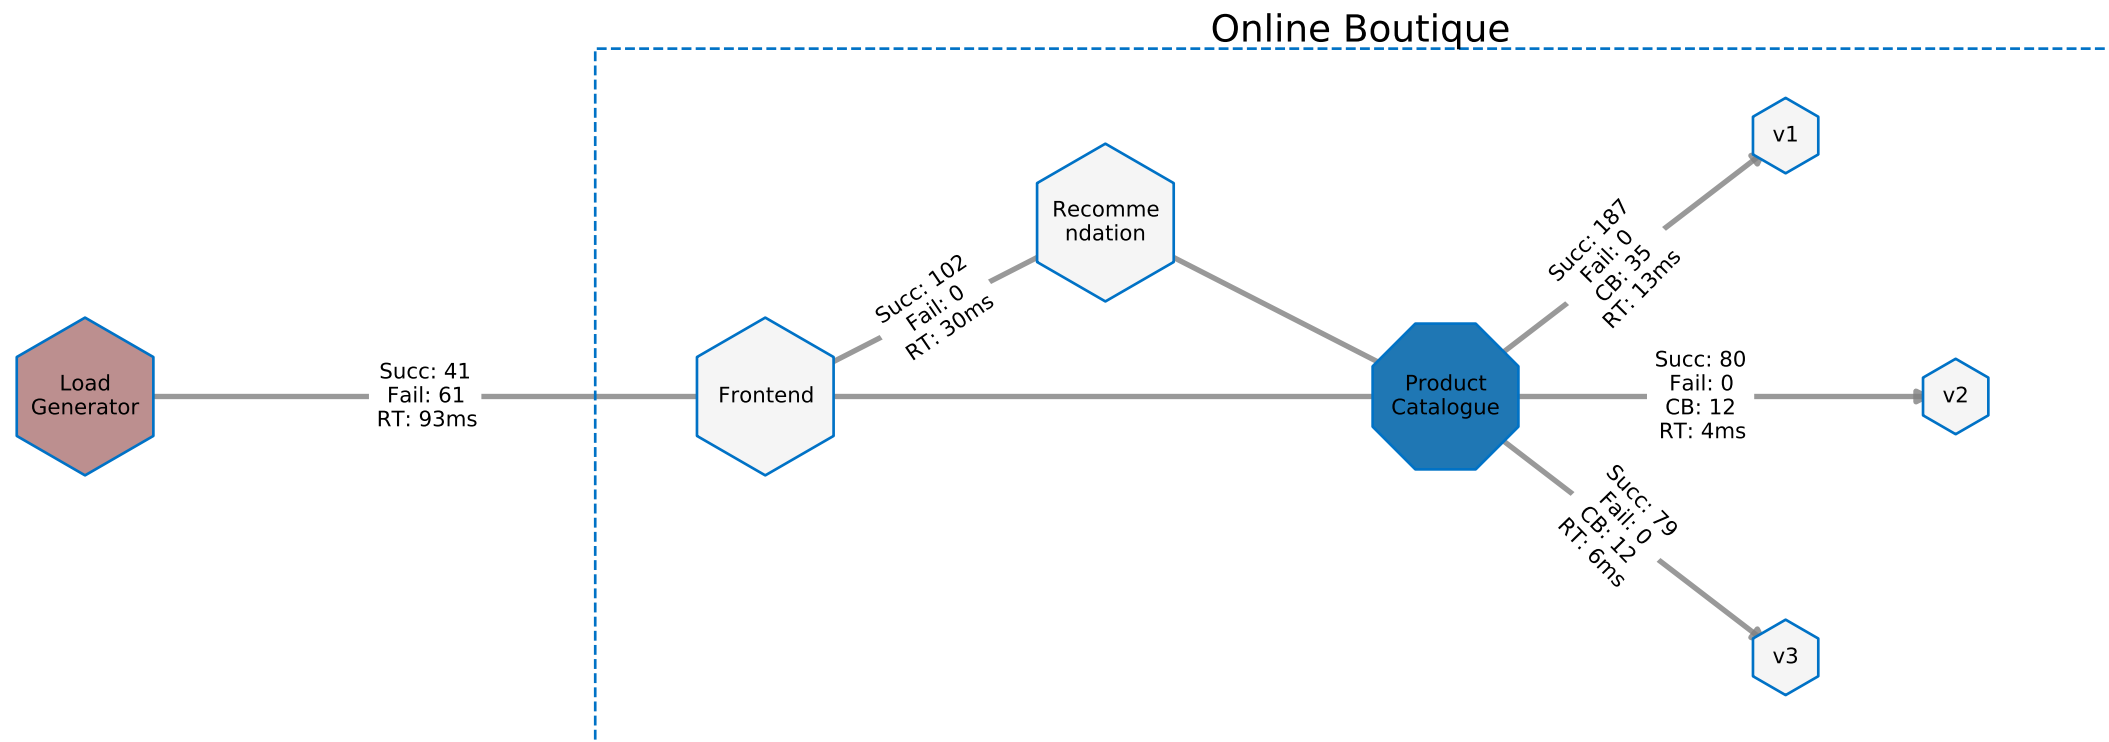 Online Boutique
Load
Generator
Succ: 41
Fail: 61
RT: 93ms
Frontend
Succ: 102
Fail: 0
RT: 30ms
Recomme
ndation
Product
Catalogue
Succ: 187
Fail: 0
CB: 35
RT: 13ms
v1
Succ: 80
Fail: 0
CB: 12
RT: 4ms
v2
Succ: 79
Fail: 0
CB: 12
RT: 6ms
v3